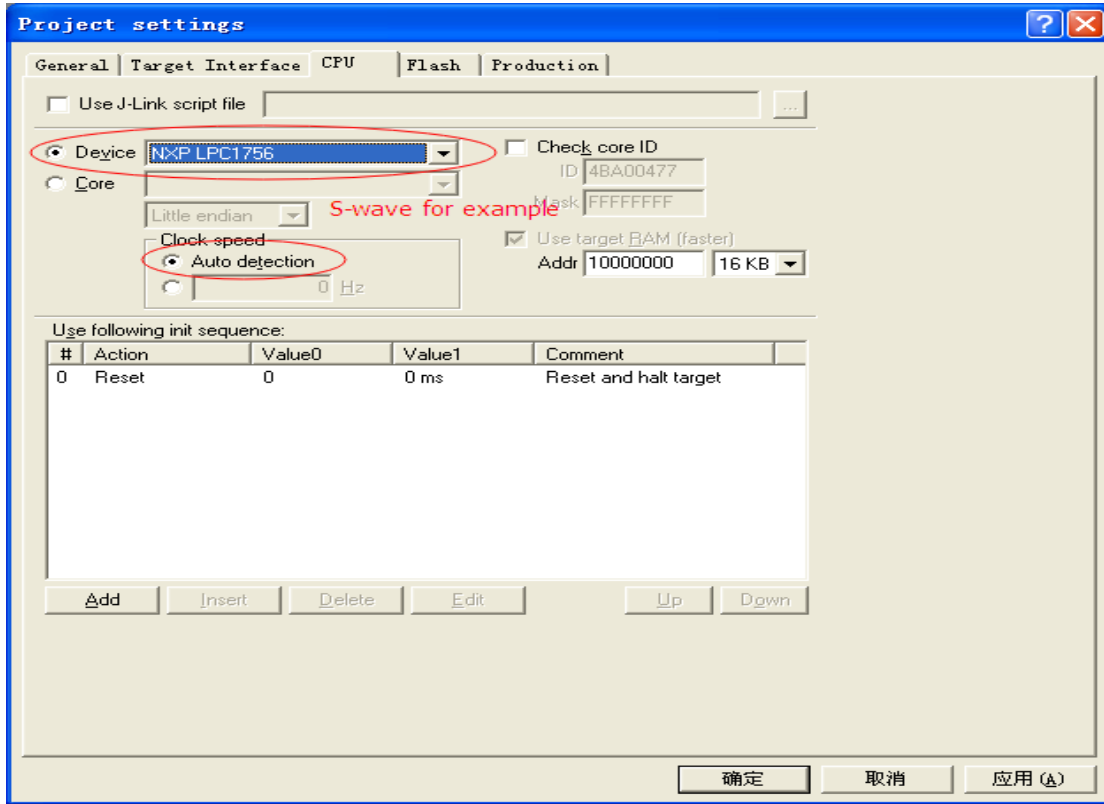 Project settings
General Target Interface CPU Flash Production
Use J-Link script file ...
Device NXP LPC1756 Check core ID
ID 4BA00477
Core
Mask FFFFFFFF
Little endian S-wave for example
Clock speed Use target RAM (faster)
Auto detection Addr 10000000 16 KB
0 Hz
Use following init sequence:
# Action Value0 Value1 Comment
0 Reset 0 0 ms Reset and halt target
Add Insert Delete Edit Up Down
确定 取消 应用(A)